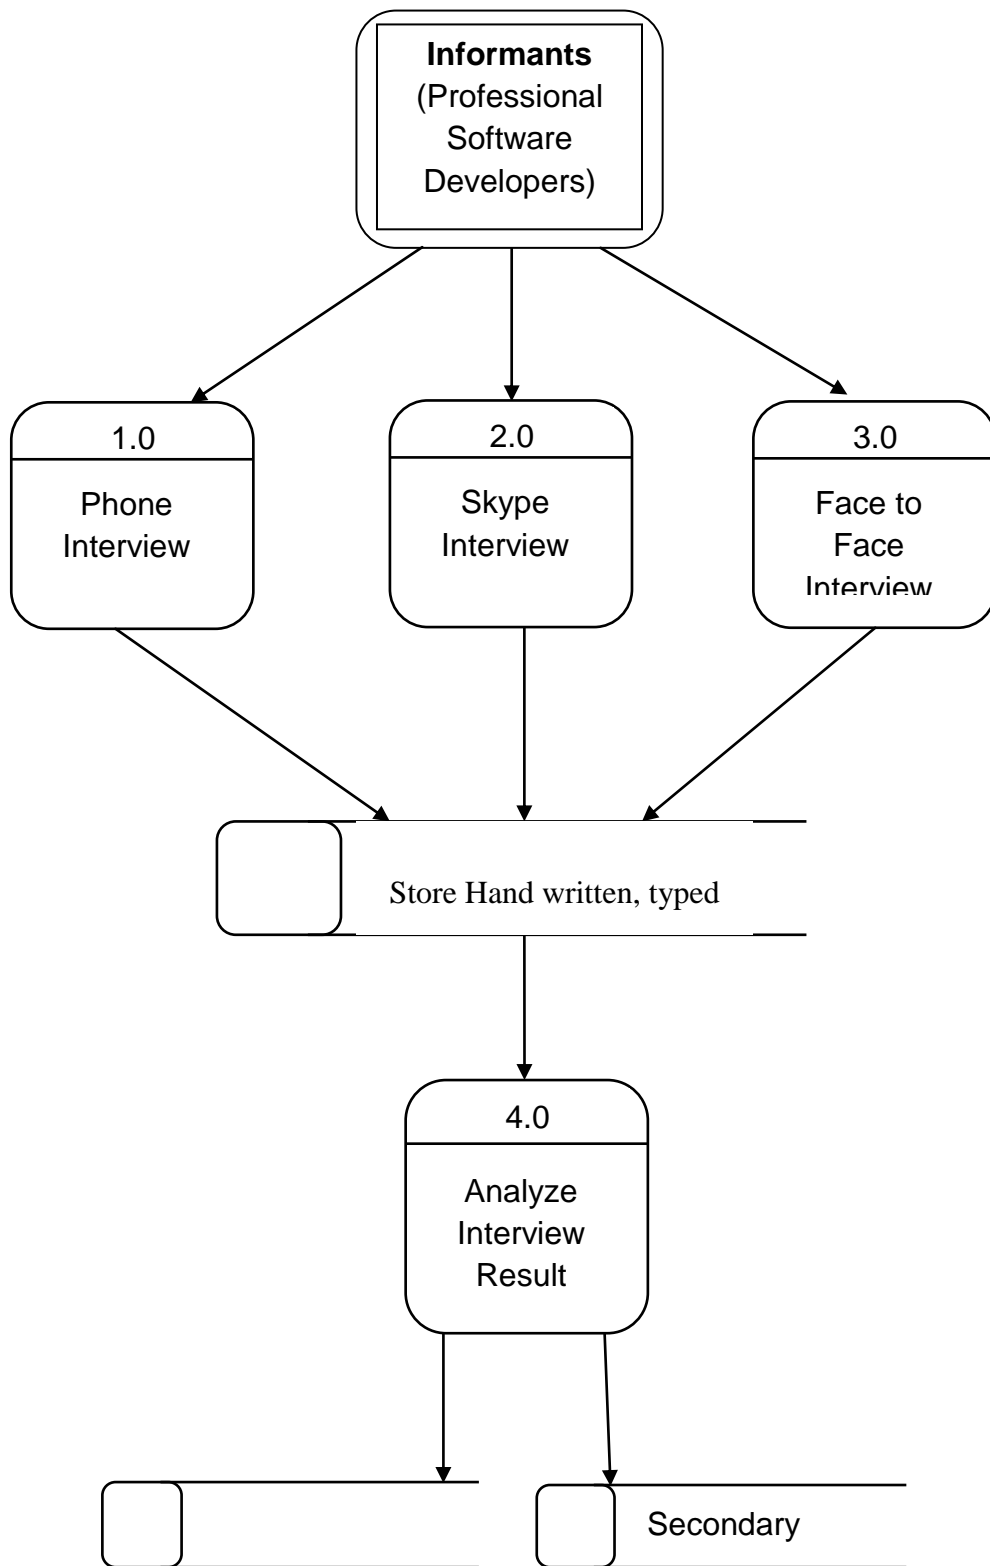 Informants
(Professional
Software
Developers)
1.0
2.0
3.0
Phone
Interview
Skype
Interview
Face to
Face
Interview
Store Hand written, typed
4.0
Analyze
Interview
Result
Secondary